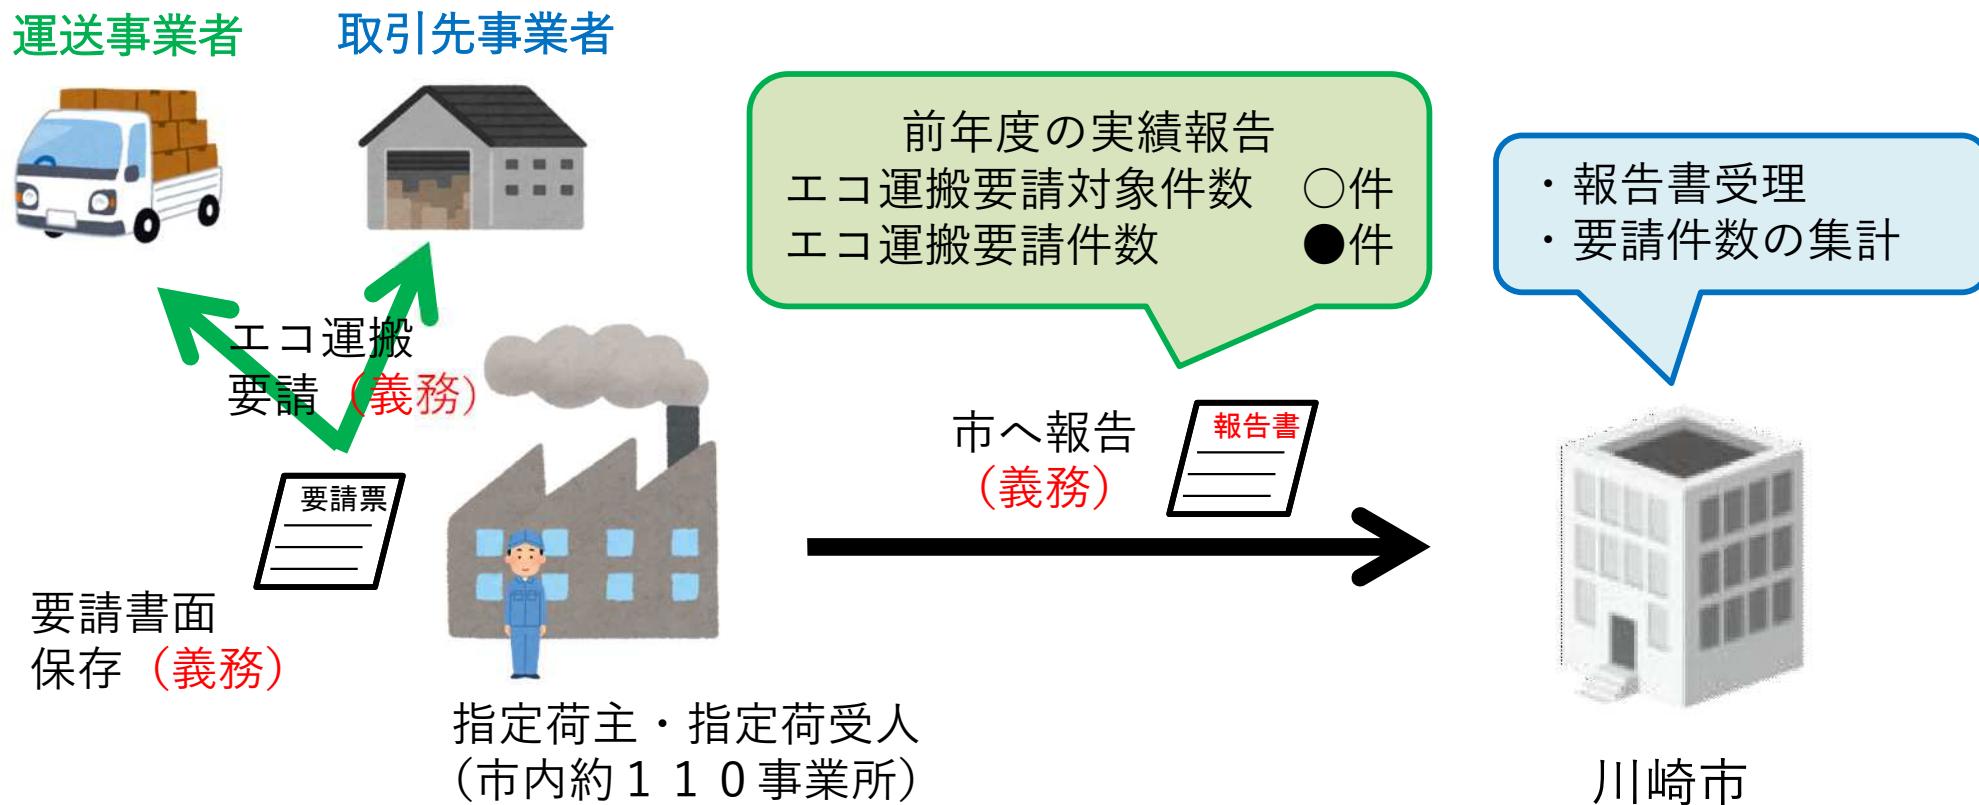 運送事業者
取引先事業者
前年度の実績報告
エコ運搬要請対象件数　○件
エコ運搬要請件数　　　●件
・報告書受理
・要請件数の集計
エコ運搬
要請（義務）
市へ報告
（義務）
報告書
要請票
要請書面
保存（義務）
指定荷主・指定荷受人
（市内約１１０事業所）
川崎市